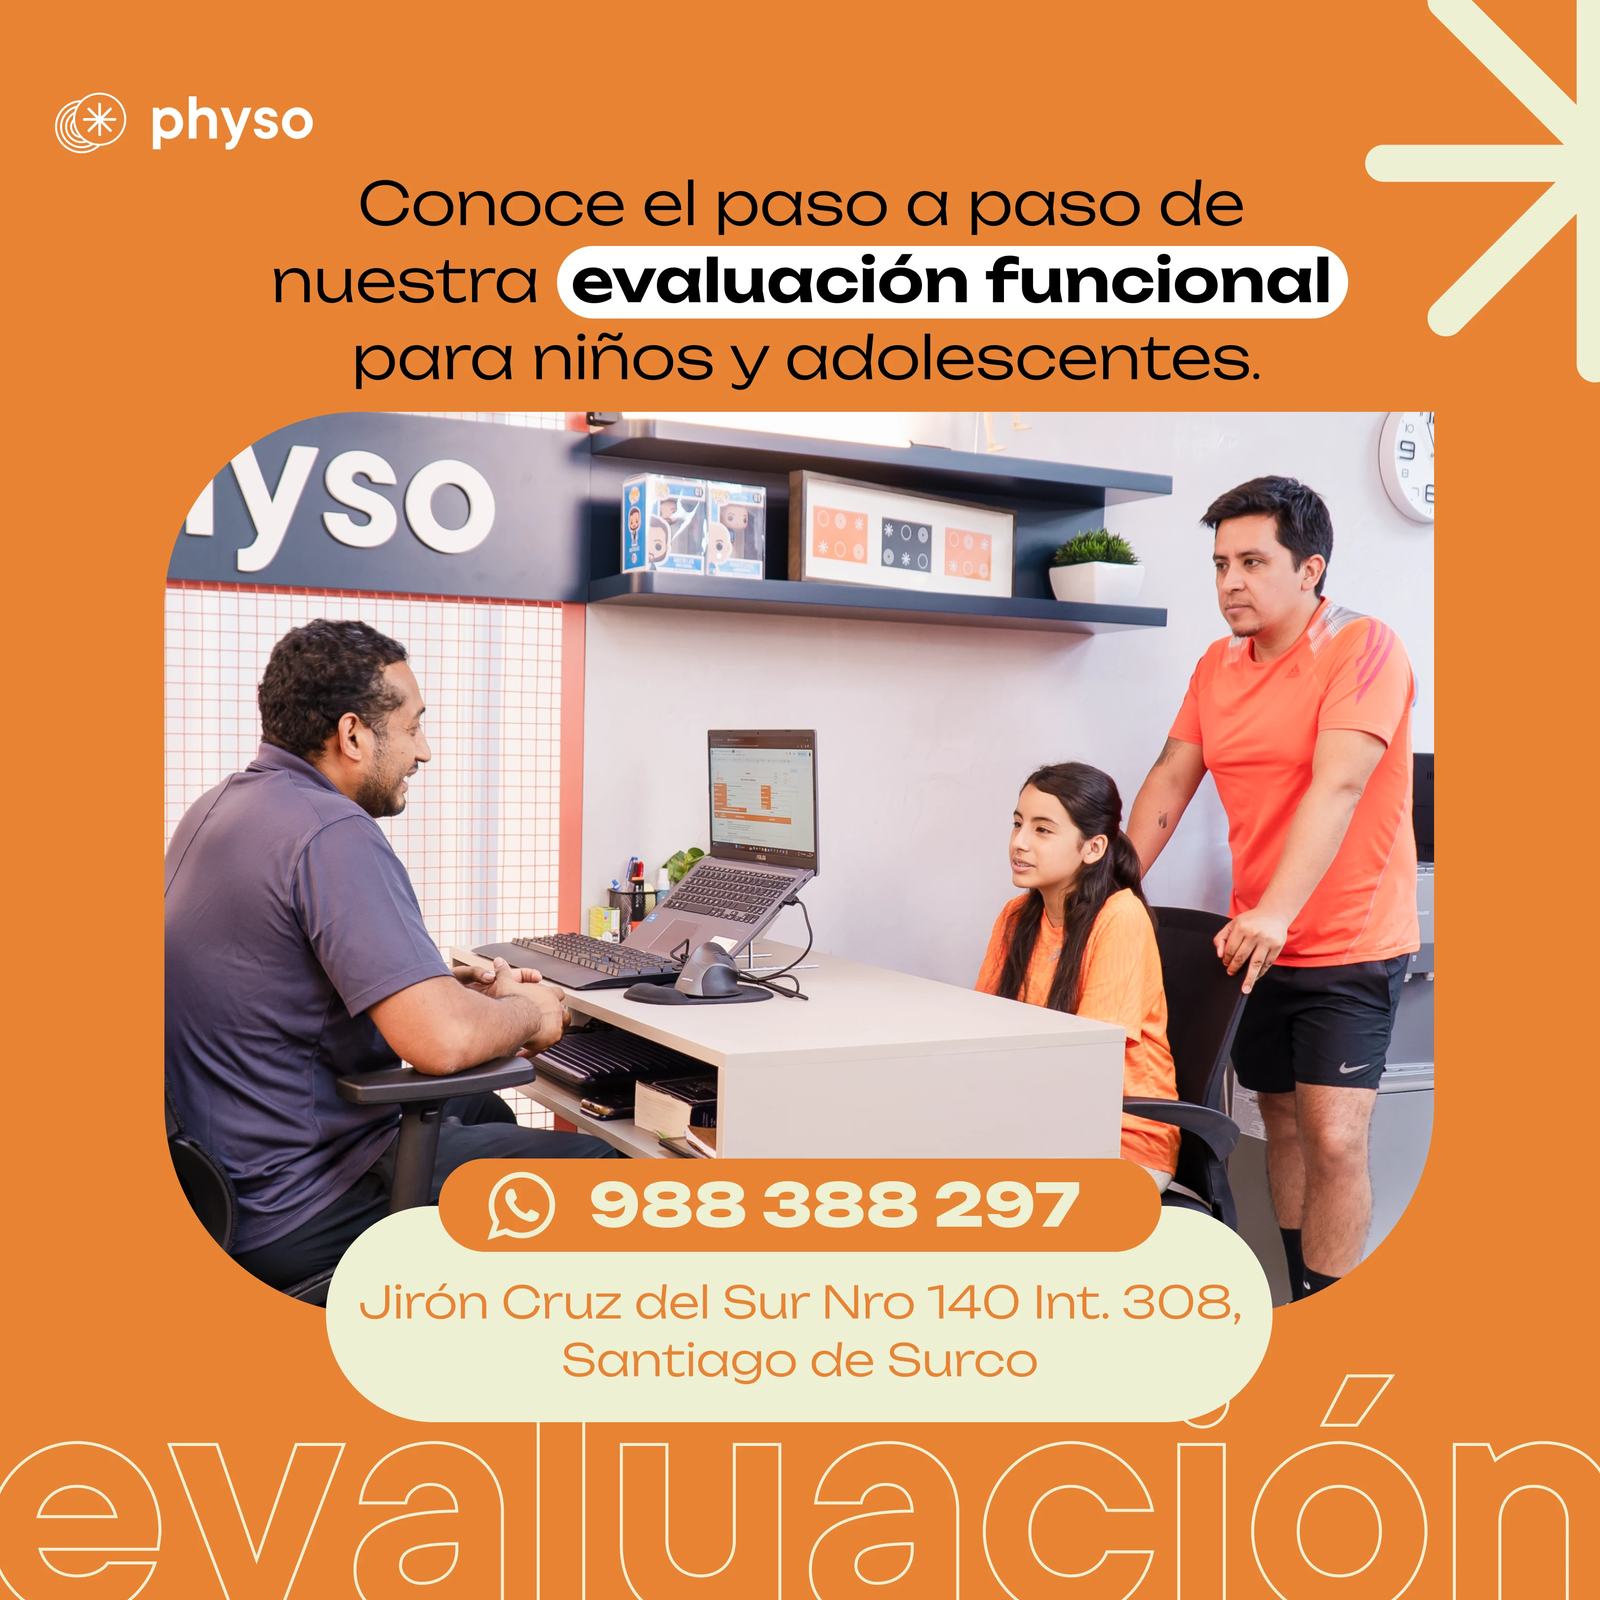 physo
Conoce el paso a paso de
nuestra evaluación funcional
para niños y adolescentes.
hyso
988 388 297
Jirón Cruz del Sur Nro 140 Int. 308,
Santiago de Surco
evaluación